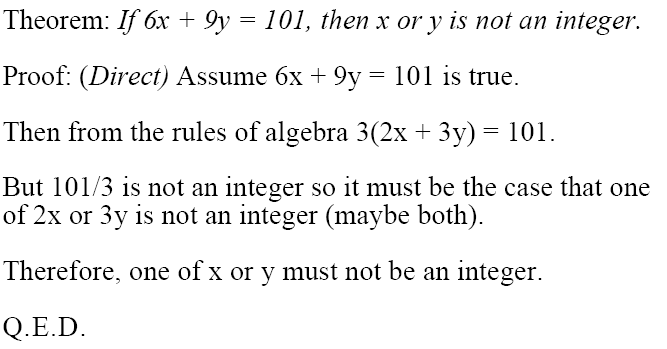 Theorem: If 6x + 9y = 101, then x or y is not an integer.
Proof: (Direct) Assume 6x + 9y = 101 is true.
Then from the rules of algebra 3(2x + 3y) = 101.
But 101/3 is not an integer so it must be the case that one
of 2x or 3y is not an integer (maybe both).
Therefore, one of x or y must not be an integer.
Q.E.D.